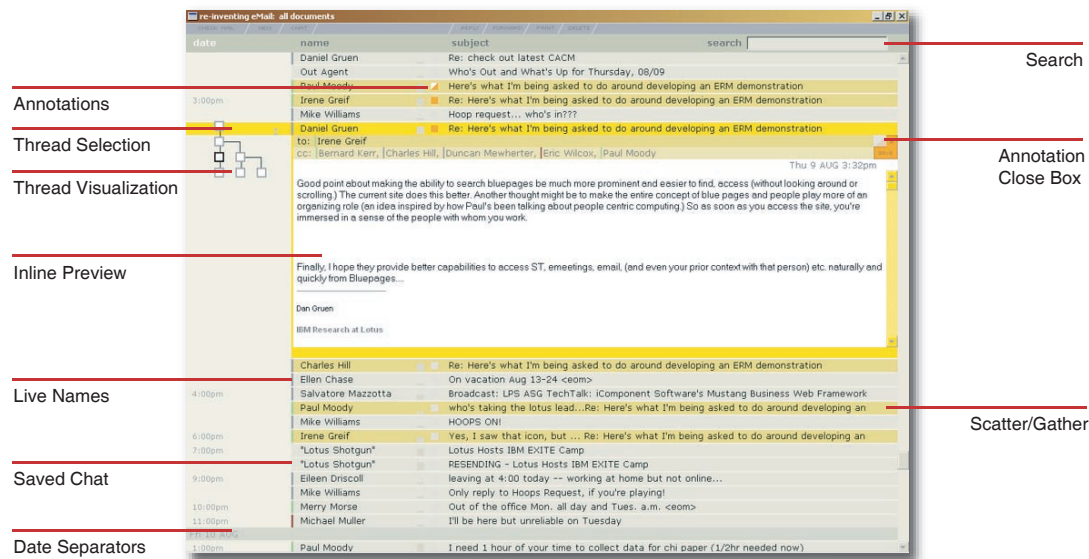 re-inventing eMail: all documents
CHECK MAIL / NEW / CHAT / REPLY / FORWARD / PRINT / DELETE /
date name subject search
Search
Daniel Gruen Re: check out latest CACM
Out Agent Who's Out and What's Up for Thursday, 08/09
Paul Moody Here's what I'm being asked to do around developing an ERM demonstration
Annotations
3:00pm Irene Greif Re: Here's what I'm being asked to do around developing an ERM demonstration
Mike Williams Hoop request... who's in???
Daniel Gruen Re: Here's what I'm being asked to do around developing an ERM demonstration
Thread Selection
to: Irene Greif
cc: Bernard Kerr, Charles Hill, Duncan Mewherter, Eric Wilcox, Paul Moody
Annotation
Close Box
Thu 9 AUG 3:32pm
Thread Visualization
Good point about making the ability to search bluepages be much more prominent and easier to find, access (without looking around or
scrolling.) The current site does this better. Another thought might be to make the entire concept of blue pages and people play more of an
organizing role (an idea inspired by how Paul's been talking about people centric computing.) So as soon as you access the site, you're
immersed in a sense of the people with whom you work.
Inline Preview
Finally, I hope they provide better capabilities to access ST, emeetings, email, (and even your prior context with that person) etc. naturally and
quickly from Bluepages...
Dan Gruen
IBM Research at Lotus
Charles Hill Re: Here's what I'm being asked to do around developing an ERM demonstration
Ellen Chase On vacation Aug 13-24 <eom>
Live Names
4:00pm Salvatore Mazzotta Broadcast: LPS ASG TechTalk: iComponent Software's Mustang Business Web Framework
Paul Moody who's taking the lotus lead...Re: Here's what I'm being asked to do around developing an
Scatter/Gather
Mike Williams HOOPS ON!
6:00pm Irene Greif Yes, I saw that icon, but ... Re: Here's what I'm being asked to do around developing an
7:00pm "Lotus Shotgun" Lotus Hosts IBM EXITE Camp
"Lotus Shotgun" RESENDING - Lotus Hosts IBM EXITE Camp
Saved Chat
9:00pm Eileen Driscoll leaving at 4:00 today -- working at home but not online...
Mike Williams Only reply to Hoops Request, if you're playing!
10:00pm Merry Morse Out of the office Mon. all day and Tues. a.m. <eom>
11:00pm Michael Muller I'll be here but unreliable on Tuesday
Fri 10 AUG
Date Separators
1:00pm Paul Moody I need 1 hour of your time to collect data for chi paper (1/2hr needed now)